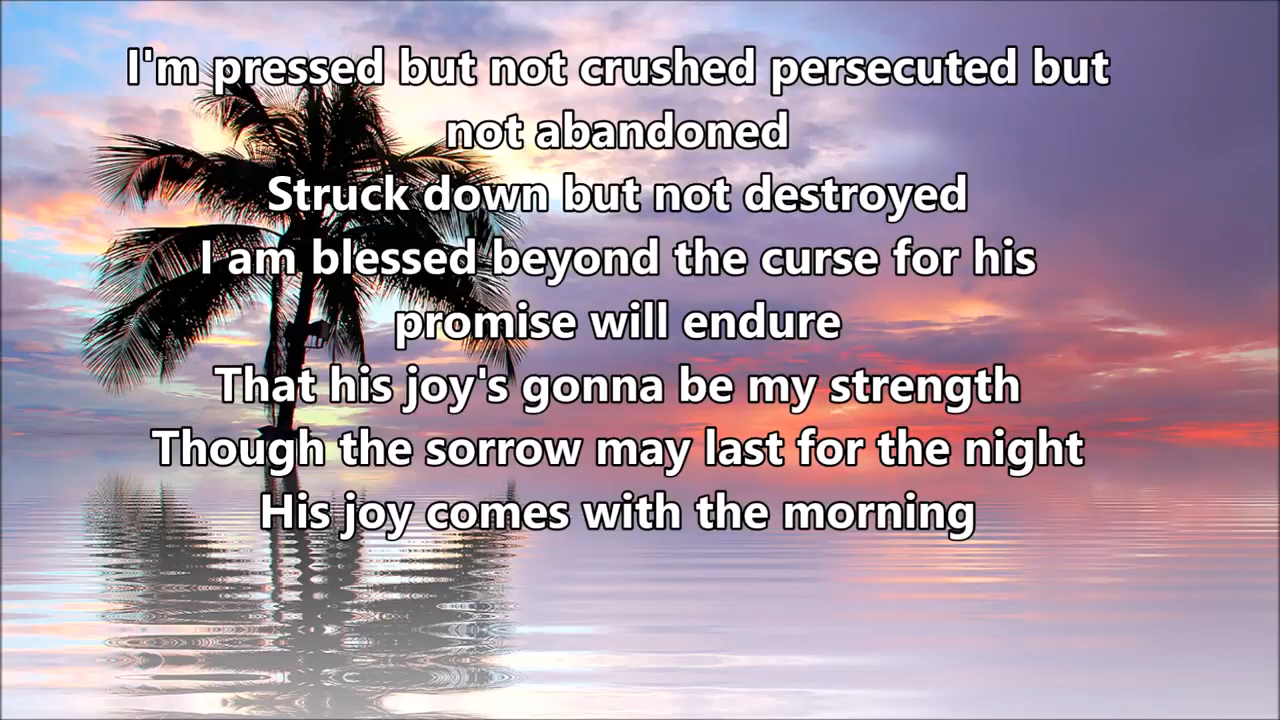 I'm pressed but not crushed persecuted but
not abandoned
Struck down but not destroyed
I am blessed beyond the curse for his
promise will endure
That his joy's gonna be my strength
Though the sorrow may last for the night
His joy comes with the morning